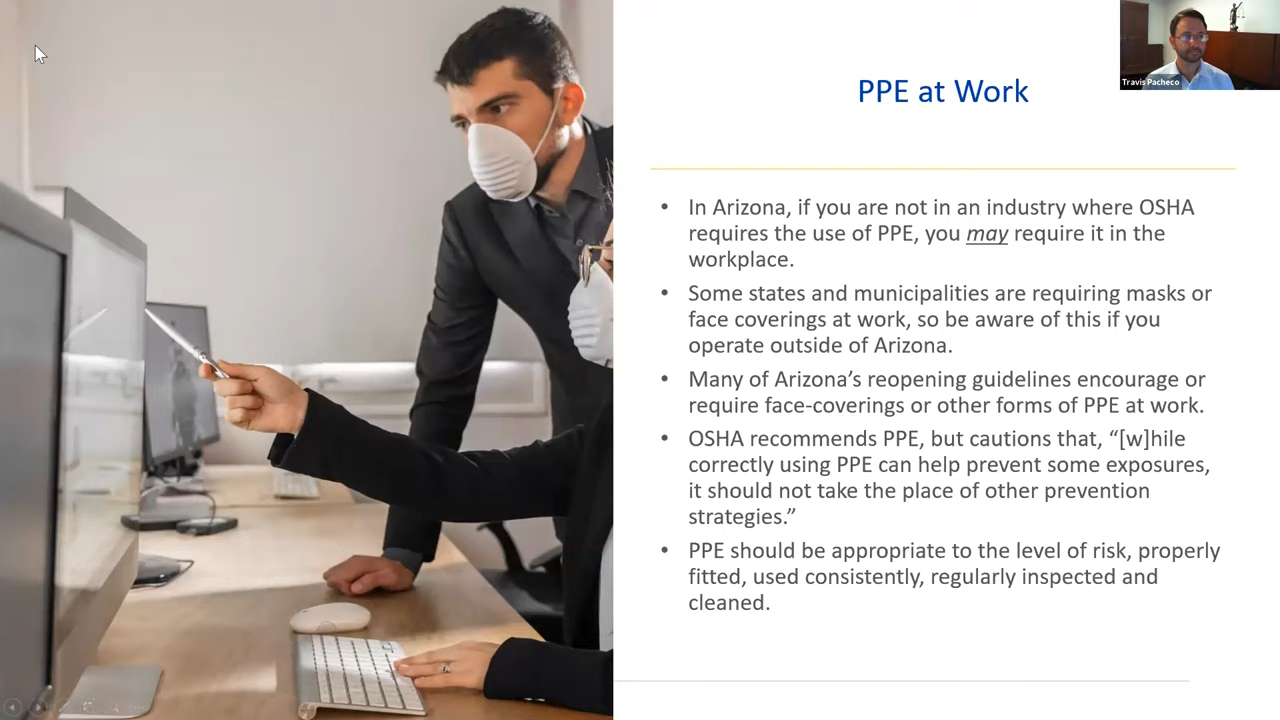 PPE at Work
Travis Pacheco
• In Arizona, if you are not in an industry where OSHA
requires the use of PPE, you may require it in the
workplace.
• Some states and municipalities are requiring masks or
face coverings at work, so be aware of this if you
operate outside of Arizona.
• Many of Arizona’s reopening guidelines encourage or
require face-coverings or other forms of PPE at work.
• OSHA recommends PPE, but cautions that, “[w]hile
correctly using PPE can help prevent some exposures,
it should not take the place of other prevention
strategies.”
• PPE should be appropriate to the level of risk, properly
fitted, used consistently, regularly inspected and
cleaned.